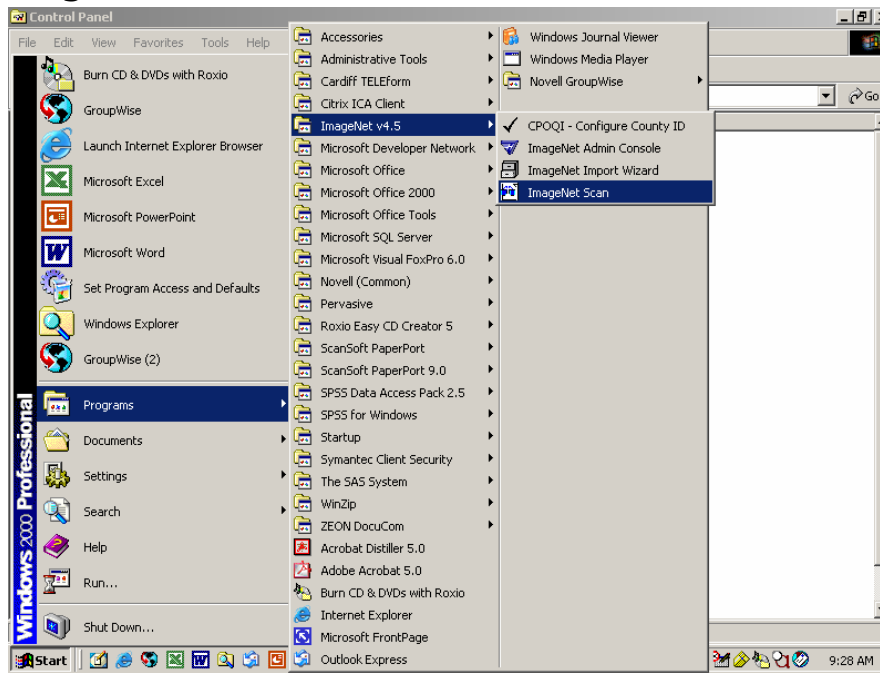 Control Panel
File Edit View Favorites Tools Help
Go
Burn CD & DVDs with Roxio
GroupWise
Launch Internet Explorer Browser
Microsoft Excel
Microsoft PowerPoint
Microsoft Word
Set Program Access and Defaults
Windows Explorer
GroupWise (2)
Programs
Documents
Settings
Search
Help
Run...
Shut Down...
Windows 2000 Professional
Accessories
Administrative Tools
Cardiff TELEform
Citrix ICA Client
ImageNet v4.5
Microsoft Developer Network
Microsoft Office
Microsoft Office 2000
Microsoft Office Tools
Microsoft SQL Server
Microsoft Visual FoxPro 6.0
Novell (Common)
Pervasive
Roxio Easy CD Creator 5
ScanSoft PaperPort
ScanSoft PaperPort 9.0
SPSS Data Access Pack 2.5
SPSS for Windows
Startup
Symantec Client Security
The SAS System
WinZip
ZEON DocuCom
Acrobat Distiller 5.0
Adobe Acrobat 5.0
Burn CD & DVDs with Roxio
Internet Explorer
Microsoft FrontPage
Outlook Express
Windows Journal Viewer
Windows Media Player
Novell GroupWise
CPOQI - Configure County ID
ImageNet Admin Console
ImageNet Import Wizard
ImageNet Scan
Start
9:28 AM